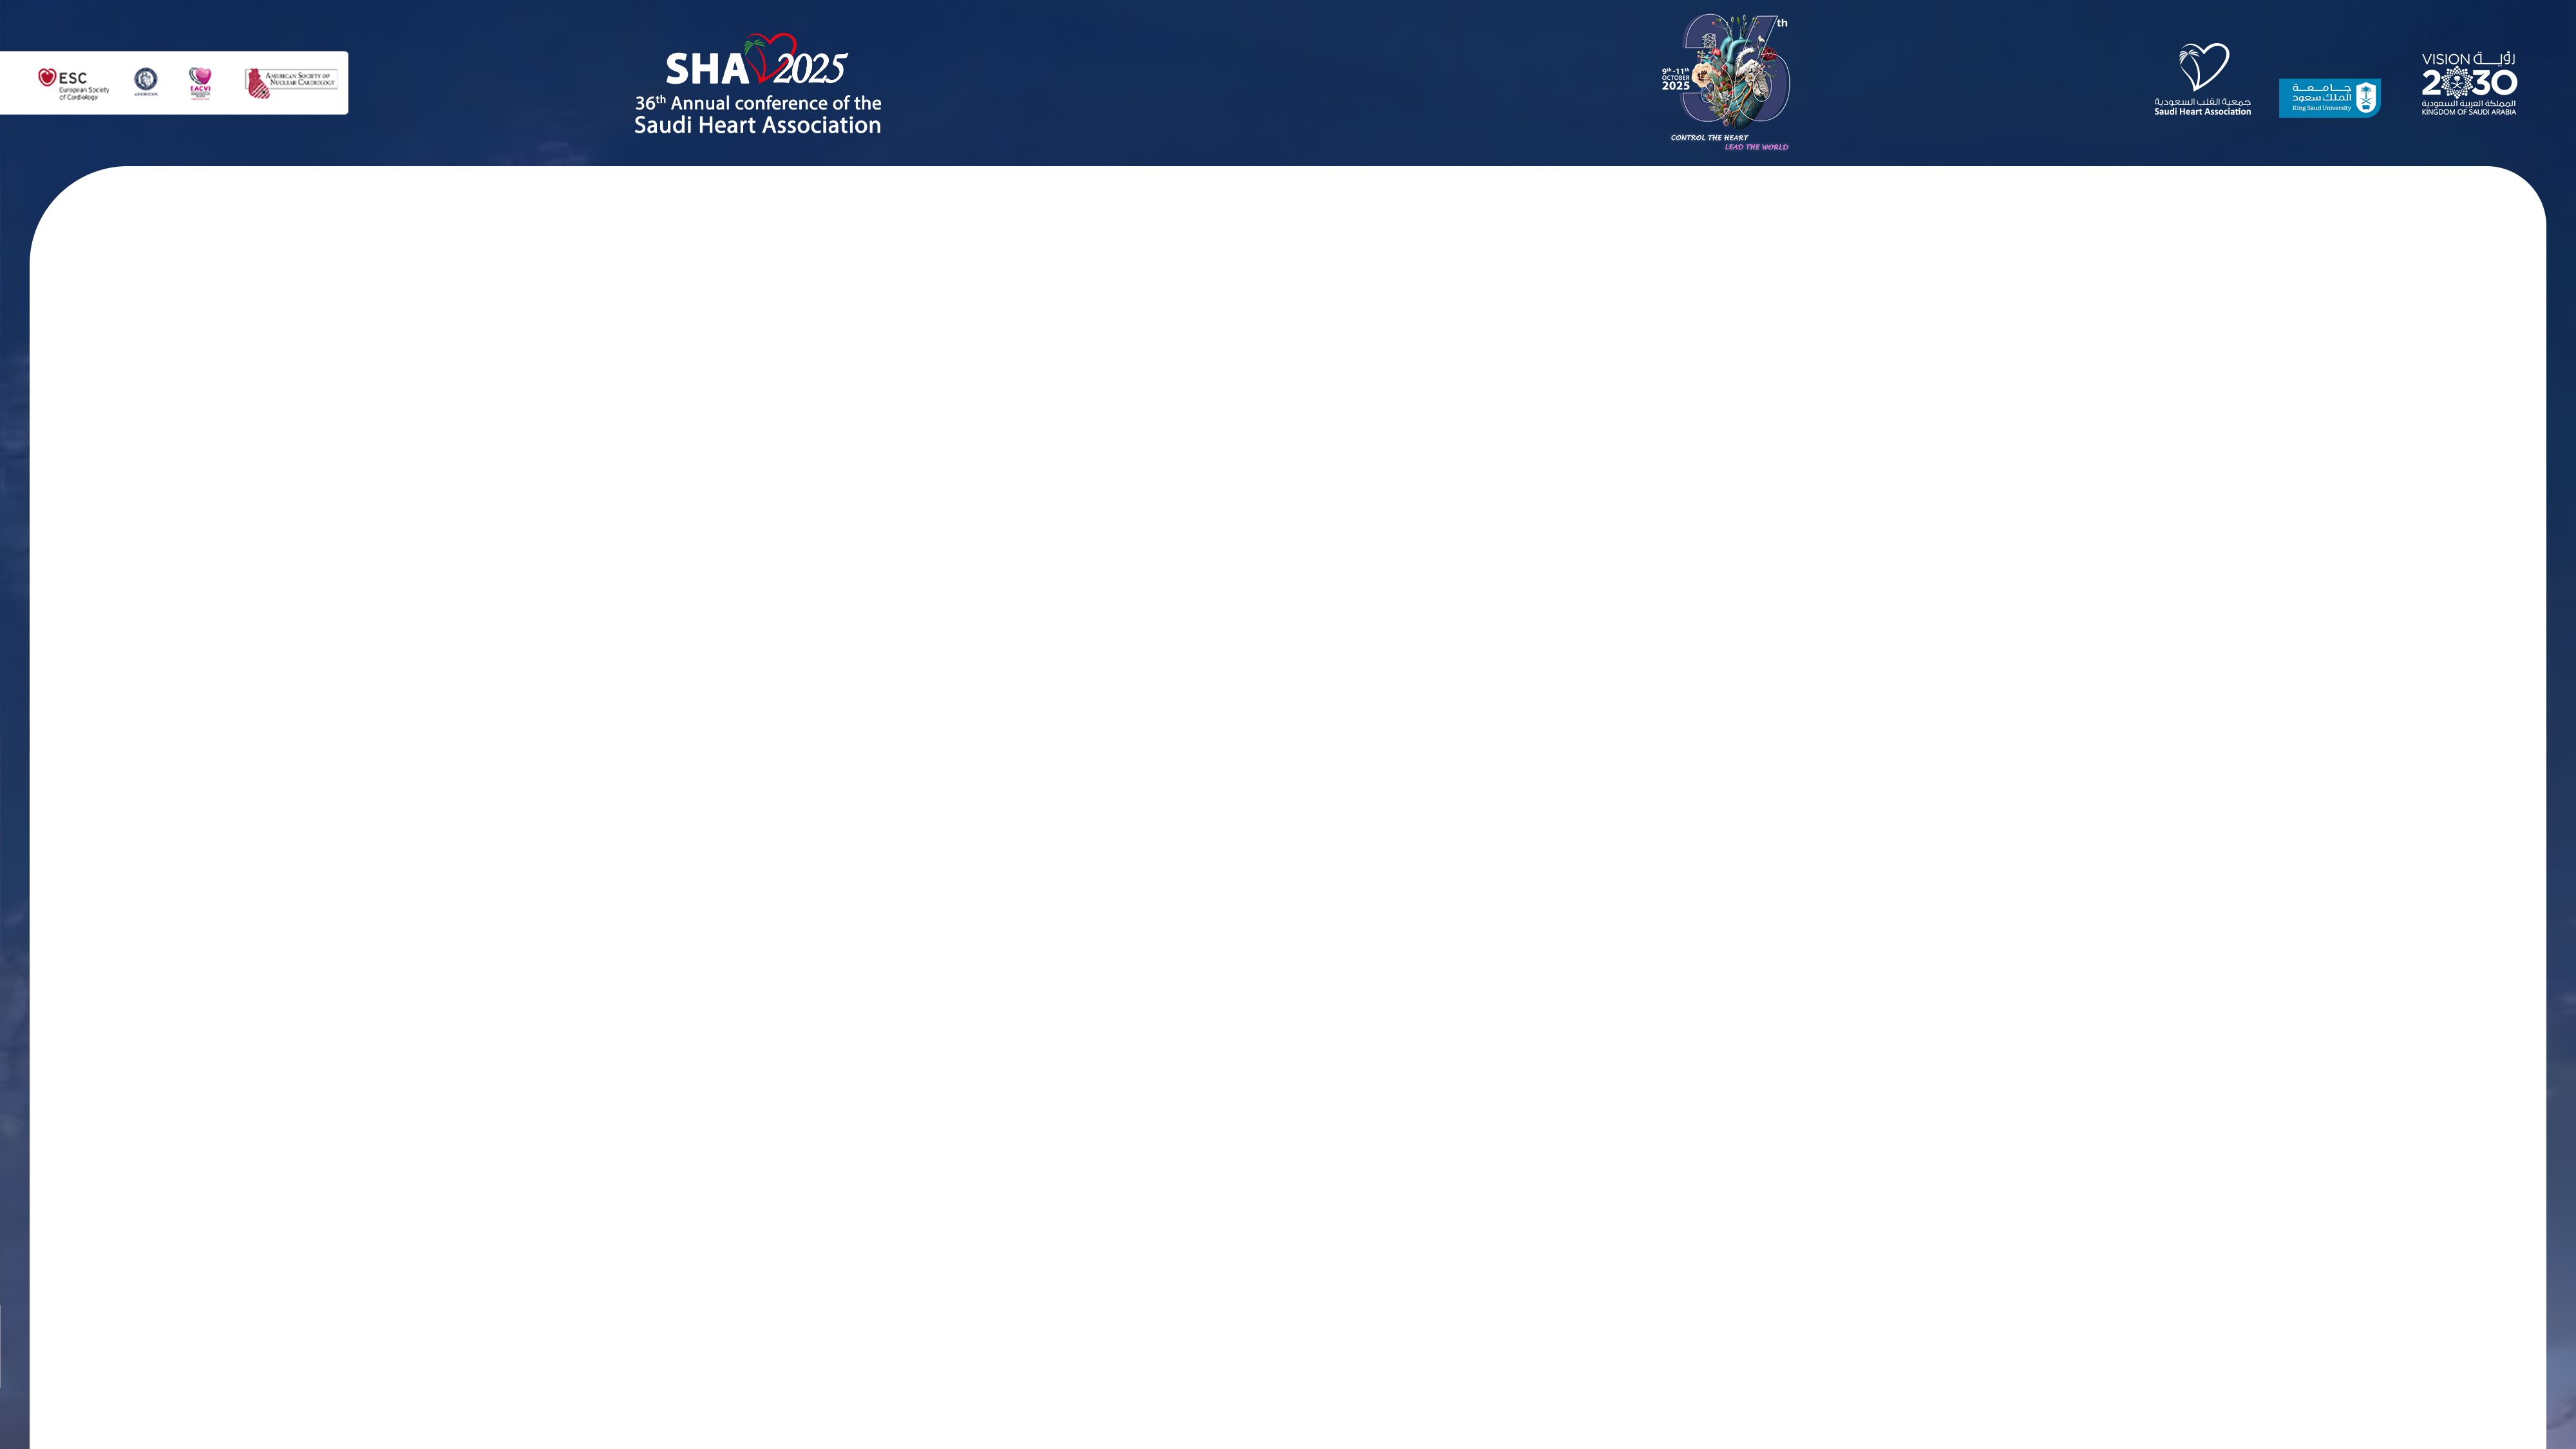 ESC
European Society
of Cardiology
EACVI
AMERICAN SOCIETY OF
NUCLEAR CARDIOLOGY
SHA 2025
36th Annual conference of the
Saudi Heart Association
36th
9th-11th
OCTOBER
2025
CONTROL THE HEART
LEAD THE WORLD
جمعية القلب السعودية
Saudi Heart Association
جامعة
الملك سعود
King Saud University
VISION رؤيـــة
2030
المملكة العربية السعودية
KINGDOM OF SAUDI ARABIA